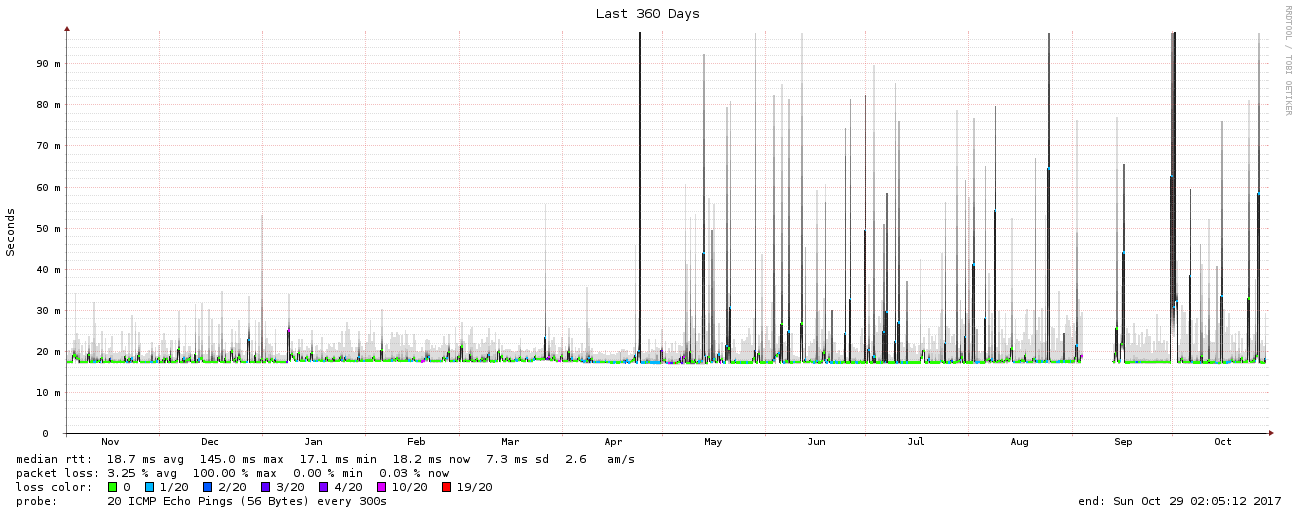 Last 360 Days
RRDTOOL / TOBI OETIKER
Seconds
90 m
80 m
70 m
60 m
50 m
40 m
30 m
20 m
10 m
0
Nov Dec Jan Feb Mar Apr May Jun Jul Aug Sep Oct
median rtt: 18.7 ms avg 145.0 ms max 17.1 ms min 18.2 ms now 7.3 ms sd 2.6 am/s
packet loss: 3.25 % avg 100.00 % max 0.00 % min 0.03 % now
loss color: 0 1/20 2/20 3/20 4/20 10/20 19/20
probe: 20 ICMP Echo Pings (56 Bytes) every 300s end: Sun Oct 29 02:05:12 2017